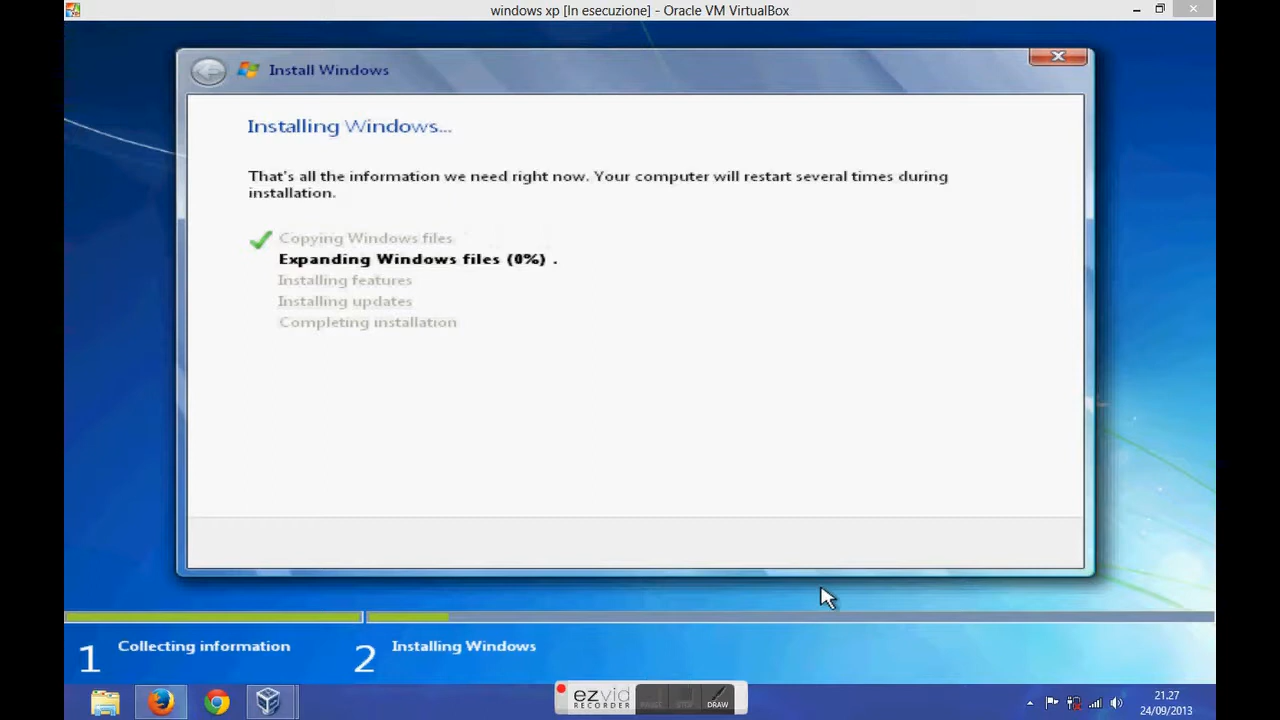 windows xp [In esecuzione] - Oracle VM VirtualBox
Install Windows
Installing Windows...
That's all the information we need right now. Your computer will restart several times during
installation.
Copying Windows files
Expanding Windows files (0%) .
Installing features
Installing updates
Completing installation
1 Collecting information
2 Installing Windows
ezvid
RECORDER
DRAW
21.27
24/09/2013